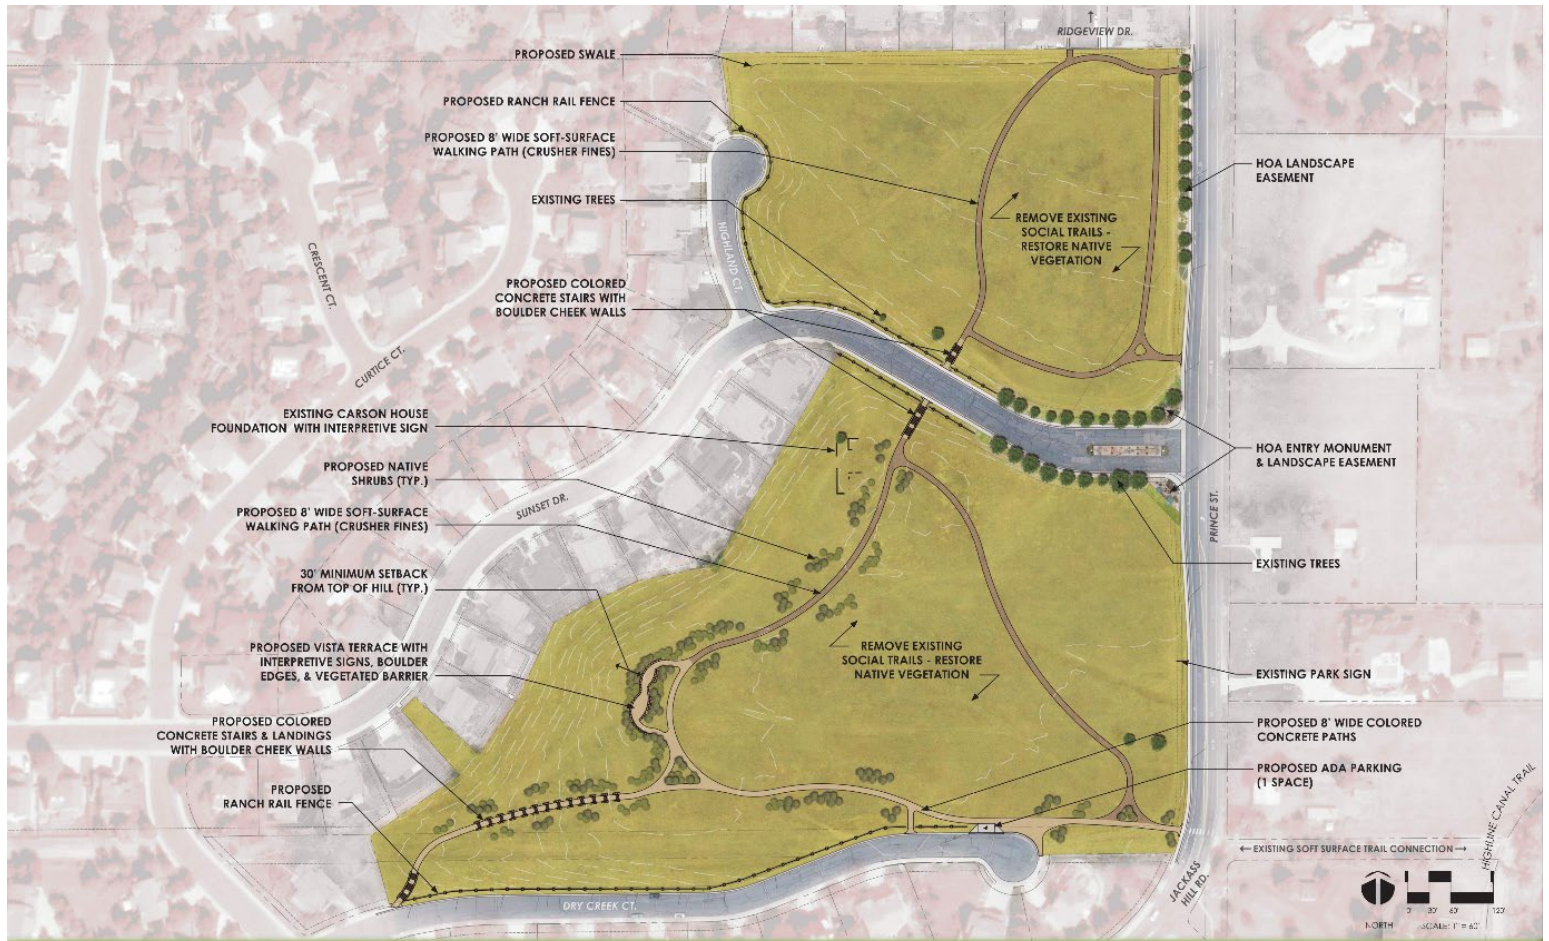 RIDGEVIEW DR.
PROPOSED SWALE
PROPOSED RANCH RAIL FENCE
PROPOSED 8' WIDE SOFT-SURFACE
WALKING PATH (CRUSHER FINES)
EXISTING TREES
HOA LANDSCAPE
EASEMENT
REMOVE EXISTING
SOCIAL TRAILS -
RESTORE NATIVE
VEGETATION
HIGHLAND CT.
CRESCENT CT.
PROPOSED COLORED
CONCRETE STAIRS WITH
BOULDER CHEEK WALLS
CURTICE CT.
EXISTING CARSON HOUSE
FOUNDATION WITH INTERPRETIVE SIGN
HOA ENTRY MONUMENT
& LANDSCAPE EASEMENT
PROPOSED NATIVE
SHRUBS (TYP.)
SUNSET DR.
PRINCE ST.
PROPOSED 8' WIDE SOFT-SURFACE
WALKING PATH (CRUSHER FINES)
EXISTING TREES
30' MINIMUM SETBACK
FROM TOP OF HILL (TYP.)
PROPOSED VISTA TERRACE WITH
INTERPRETIVE SIGNS, BOULDER
EDGES, & VEGETATED BARRIER
REMOVE EXISTING
SOCIAL TRAILS - RESTORE
NATIVE VEGETATION
EXISTING PARK SIGN
PROPOSED COLORED
CONCRETE STAIRS & LANDINGS
WITH BOULDER CHEEK WALLS
PROPOSED 8' WIDE COLORED
CONCRETE PATHS
PROPOSED ADA PARKING
(1 SPACE)
PROPOSED
RANCH RAIL FENCE
HIGHLINE CANAL TRAIL
EXISTING SOFT SURFACE TRAIL CONNECTION
JACKASS
HILL RD.
DRY CREEK CT.
0' 30' 60' 120'
NORTH SCALE: 1" = 60'